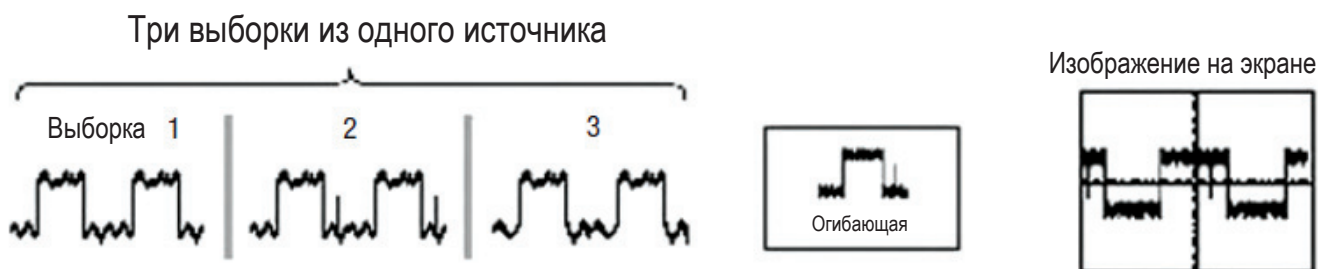 Три выборки из одного источника
Изображение на экране
Выборка 1 2 3
Огибающая